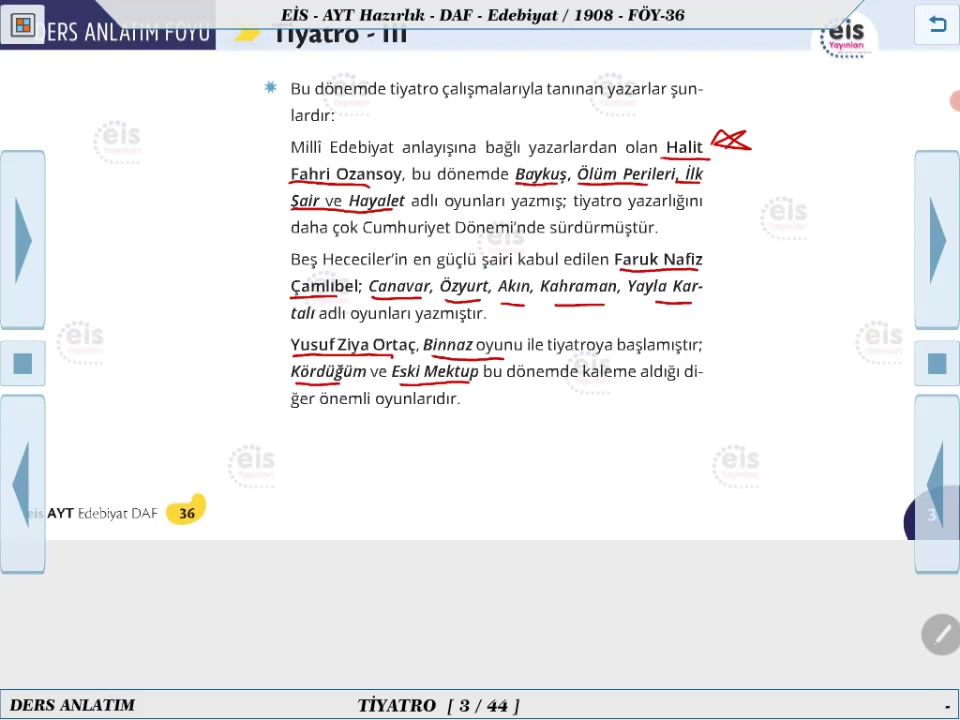 EİS - AYT Hazırlık - DAF - Edebiyat / 1908 - FÖY-36
DERS ANLATIM FÖYÜ
Tiyatro - III
eis
Yayınları
Bu dönemde tiyatro çalışmalarıyla tanınan yazarlar şun-
lardır:
Millî Edebiyat anlayışına bağlı yazarlardan olan Halit
Fahri Ozansoy, bu dönemde Baykuş, Ölüm Perileri, İlk
Şair ve Hayalet adlı oyunları yazmış; tiyatro yazarlığını
daha çok Cumhuriyet Dönemi'nde sürdürmüştür.
Beş Hececiler'in en güçlü şairi kabul edilen Faruk Nafiz
Çamlıbel; Canavar, Özyurt, Akın, Kahraman, Yayla Kar-
talı adlı oyunları yazmıştır.
Yusuf Ziya Ortaç, Binnaz oyunu ile tiyatroya başlamıştır;
Kördüğüm ve Eski Mektup bu dönemde kaleme aldığı di-
ğer önemli oyunlarıdır.
eis AYT Edebiyat DAF 36
3
DERS ANLATIM
TİYATRO [ 3 / 44 ]
-